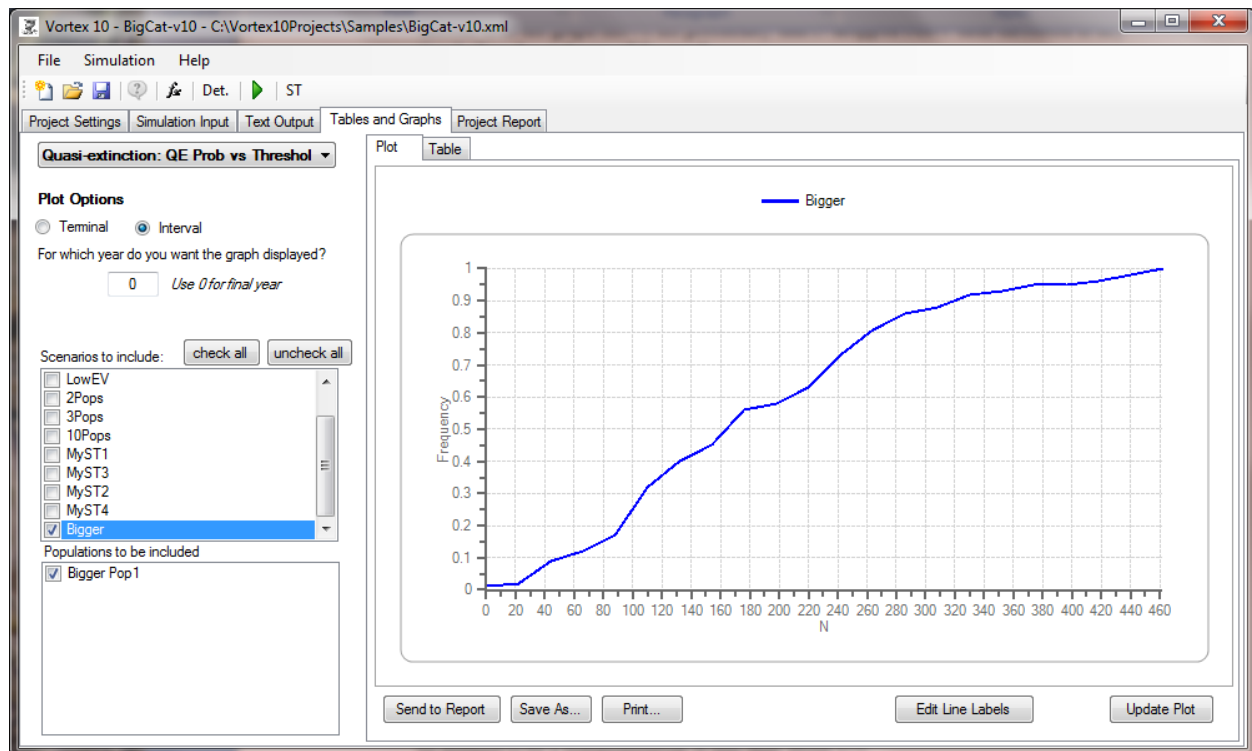 Vortex 10 - BigCat-v10 - C:\Vortex10Projects\Samples\BigCat-v10.xml
File Simulation Help
fx Det. ST
Project Settings Simulation Input Text Output Tables and Graphs Project Report
Quasi-extinction: QE Prob vs Threshol
Plot Options
Terminal Interval
For which year do you want the graph displayed?
0 Use 0 for final year
Scenarios to include: check all uncheck all
LowEV
2Pops
3Pops
10Pops
MyST1
MyST3
MyST2
MyST4
Bigger
Populations to be included
Bigger Pop1
Plot Table
Bigger
1
0.9
0.8
0.7
0.6
0.5
0.4
0.3
0.2
0.1
0
Frequency
0 20 40 60 80 100 120 140 160 180 200 220 240 260 280 300 320 340 360 380 400 420 440 460
N
Send to Report Save As... Print... Edit Line Labels Update Plot